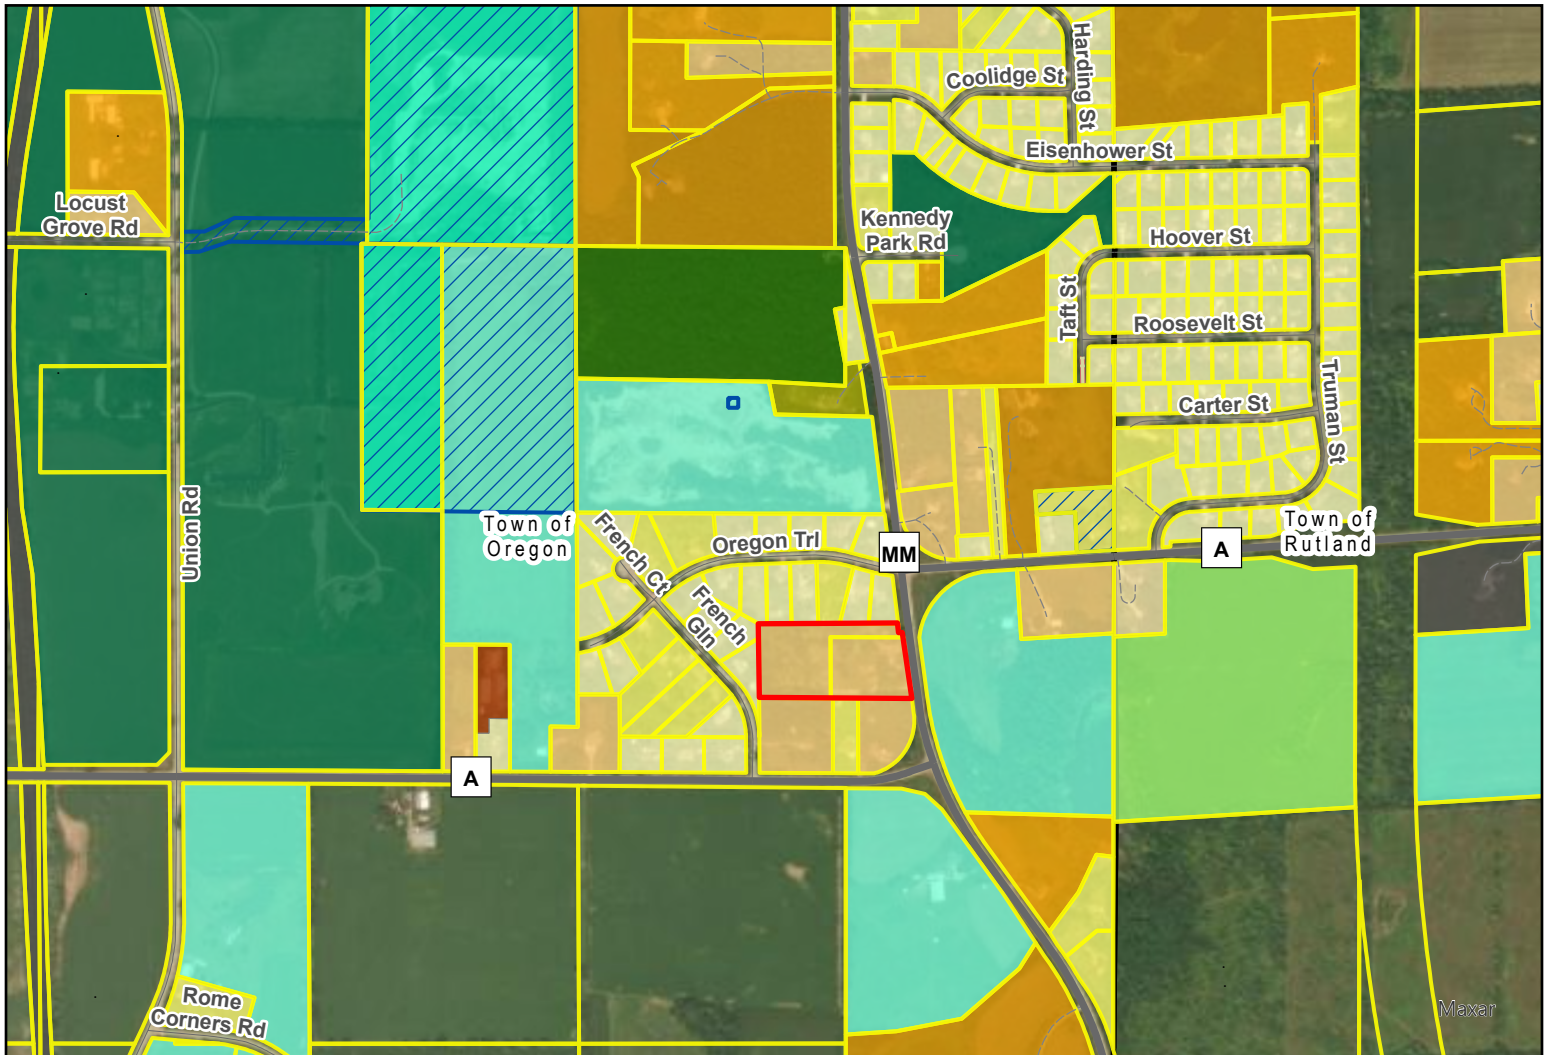 Harding St
Coolidge St
Eisenhower St
Locust
Grove Rd
Kennedy
Park Rd
Hoover St
Taft St
Roosevelt St
Truman St
Carter St
Union Rd
Town of
Oregon
French Ct
Oregon Trl
MM
Town of
Rutland
A
French
Gln
A
Rome
Corners Rd
Maxar